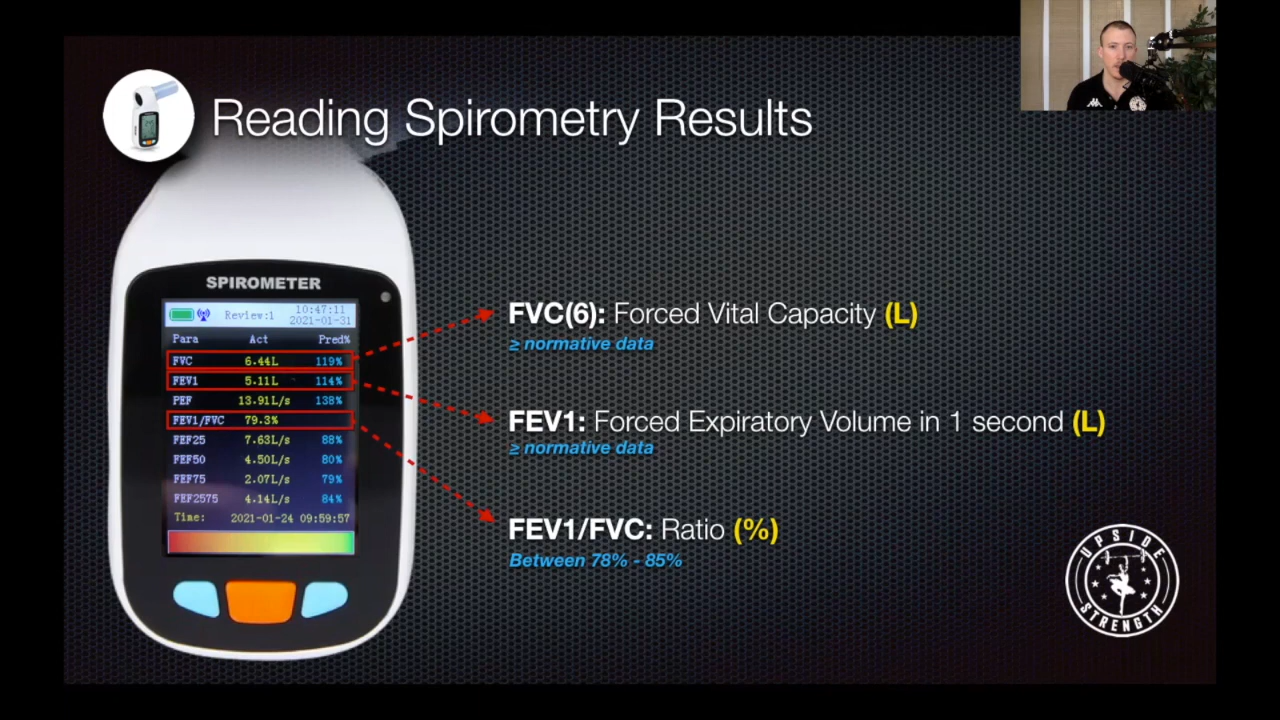 Reading Spirometry Results
SPIROMETER
Review:1 10:47:11
2021-01-31
Para Act Pred%
FVC 6.44L 119%
FEV1 5.11L 114%
PEF 13.91L/s 138%
FEV1/FVC 79.3%
FEF25 7.63L/s 88%
FEF50 4.50L/s 80%
FEF75 2.07L/s 79%
FEF2575 4.14L/s 84%
Time: 2021-01-24 09:59:57
FVC(6): Forced Vital Capacity (L)
≥ normative data
FEV1: Forced Expiratory Volume in 1 second (L)
≥ normative data
FEV1/FVC: Ratio (%)
Between 78% - 85%
UPSIDE
STRENGTH